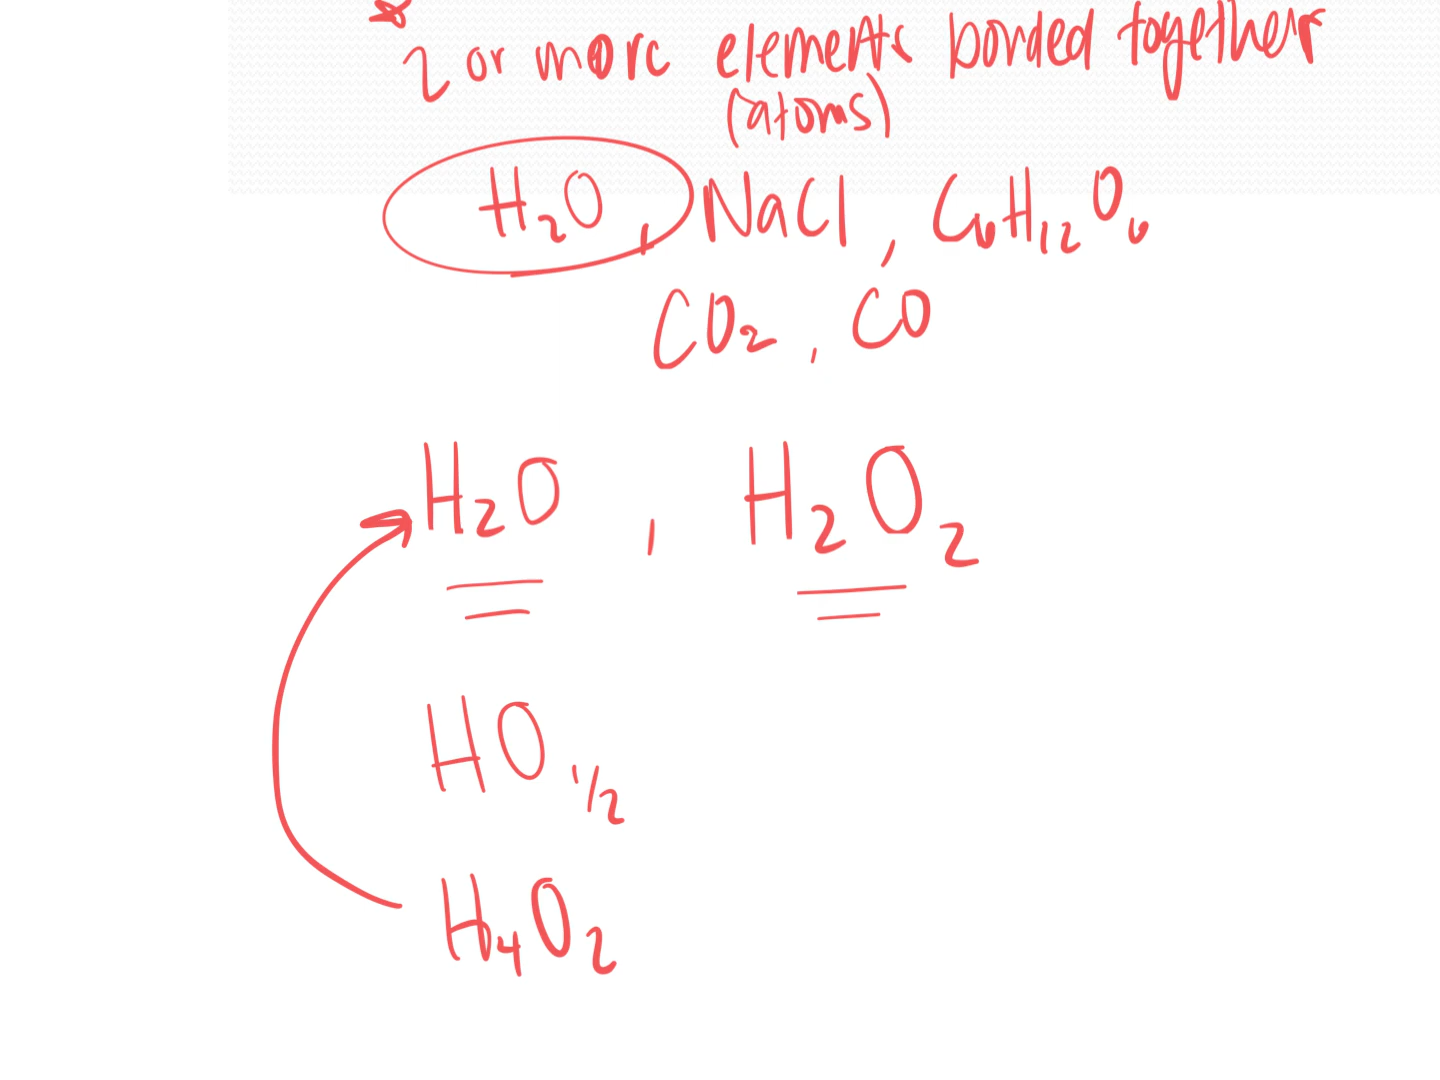 2 or more elements bonded together
(atoms)
H₂O, NaCl, C₆H₁₂O₆
CO₂, CO
H₂O, H₂O₂
HO₁/₂
H₄O₂